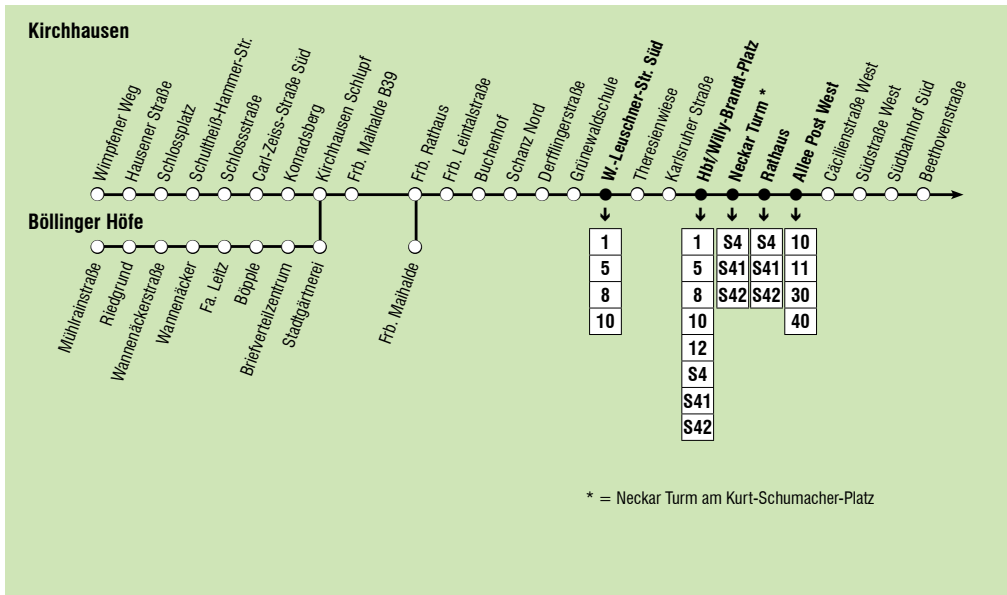 Kirchhausen
Wimpfener Weg
Hausener Straße
Schlossplatz
Schultheiß-Hammer-Str.
Schlossstraße
Carl-Zeiss-Straße Süd
Konradsberg
Kirchhausen Schlupf
Frb. Maihalde B39
Frb. Rathaus
Frb. Leintalstraße
Buchenhof
Schanz Nord
Derfflingerstraße
Grünewaldschule
W.-Leuschner-Str. Süd
Theresienwiese
Karlsruher Straße
Hbf/Willy-Brandt-Platz
Neckar Turm *
Rathaus
Allee Post West
Cäcilienstraße West
Südstraße West
Südbahnhof Süd
Beethovenstraße
Böllinger Höfe
Mühlrainstraße
Riedgrund
Wannenäckerstraße
Wannenäcker
Fa. Leitz
Böpple
Briefverteilzentrum
Stadtgärtnerei
Frb. Maihalde
1
5
8
10
1
5
8
10
12
S4
S41
S42
S4
S41
S42
S4
S41
S42
10
11
30
40
* = Neckar Turm am Kurt-Schumacher-Platz